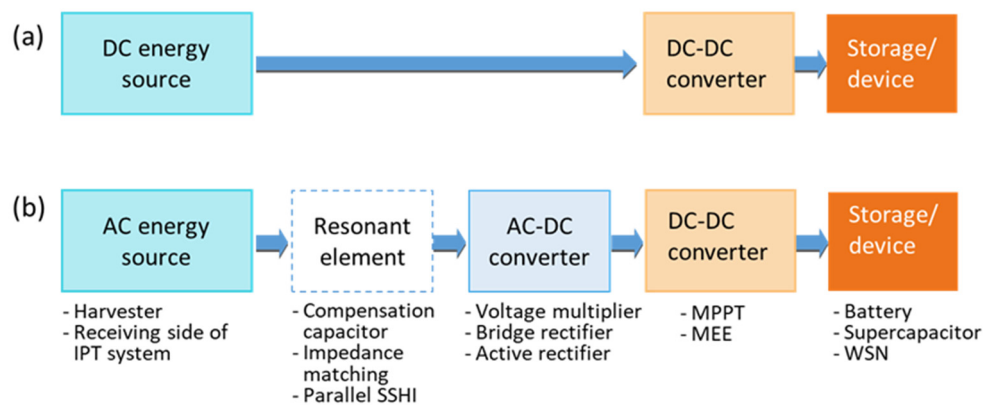 (a)
DC energy
source
DC-DC
converter
Storage/
device
(b)
AC energy
source
Resonant
element
AC-DC
converter
DC-DC
converter
Storage/
device
- Harvester
- Receiving side of
IPT system
- Compensation
capacitor
- Impedance
matching
- Parallel SSHI
- Voltage multiplier
- Bridge rectifier
- Active rectifier
- MPPT
- MEE
- Battery
- Supercapacitor
- WSN